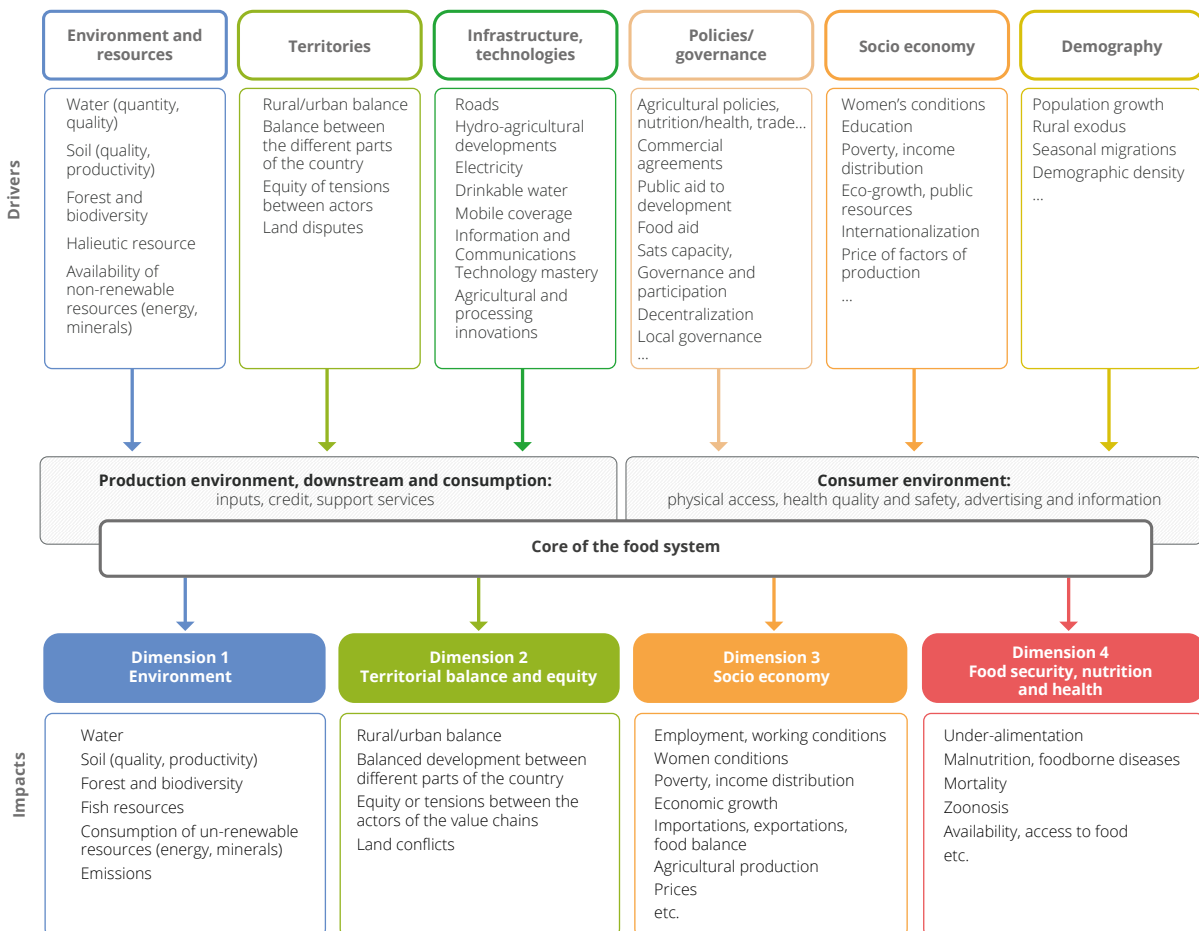 Environment and
resources
Territories
Infrastructure,
technologies
Policies/
governance
Socio economy
Demography
Drivers
Water (quantity,
quality)
Soil (quality,
productivity)
Forest and
biodiversity
Halieutic resource
Availability of
non-renewable
resources (energy,
minerals)
Rural/urban balance
Balance between
the different parts
of the country
Equity of tensions
between actors
Land disputes
Roads
Hydro-agricultural
developments
Electricity
Drinkable water
Mobile coverage
Information and
Communications
Technology mastery
Agricultural and
processing
innovations
Agricultural policies,
nutrition/health, trade...
Commercial
agreements
Public aid to
development
Food aid
Sats capacity,
Governance and
participation
Decentralization
Local governance
...
Women's conditions
Education
Poverty, income
distribution
Eco-growth, public
resources
Internationalization
Price of factors of
production
...
Population growth
Rural exodus
Seasonal migrations
Demographic density
...
Production environment, downstream and consumption:
inputs, credit, support services
Consumer environment:
physical access, health quality and safety, advertising and information
Core of the food system
Impacts
Dimension 1
Environment
Dimension 2
Territorial balance and equity
Dimension 3
Socio economy
Dimension 4
Food security, nutrition
and health
Water
Soil (quality, productivity)
Forest and biodiversity
Fish resources
Consumption of un-renewable
resources (energy, minerals)
Emissions
Rural/urban balance
Balanced development between
different parts of the country
Equity or tensions between the
actors of the value chains
Land conflicts
Employment, working conditions
Women conditions
Poverty, income distribution
Economic growth
Importations, exportations,
food balance
Agricultural production
Prices
etc.
Under-alimentation
Malnutrition, foodborne diseases
Mortality
Zoonosis
Availability, access to food
etc.